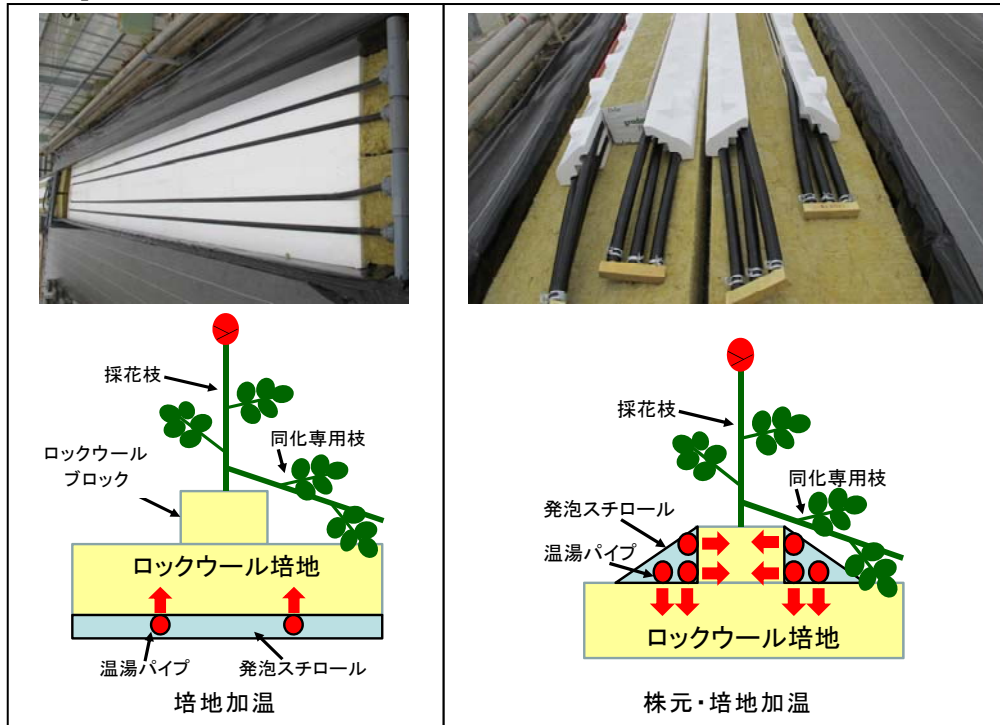 採花枝
同化専用枝
ロックウール
ブロック
ロックウール培地
温湯パイプ
発泡スチロール
培地加温
採花枝
同化専用枝
発泡スチロール
温湯パイプ
ロックウール培地
株元・培地加温